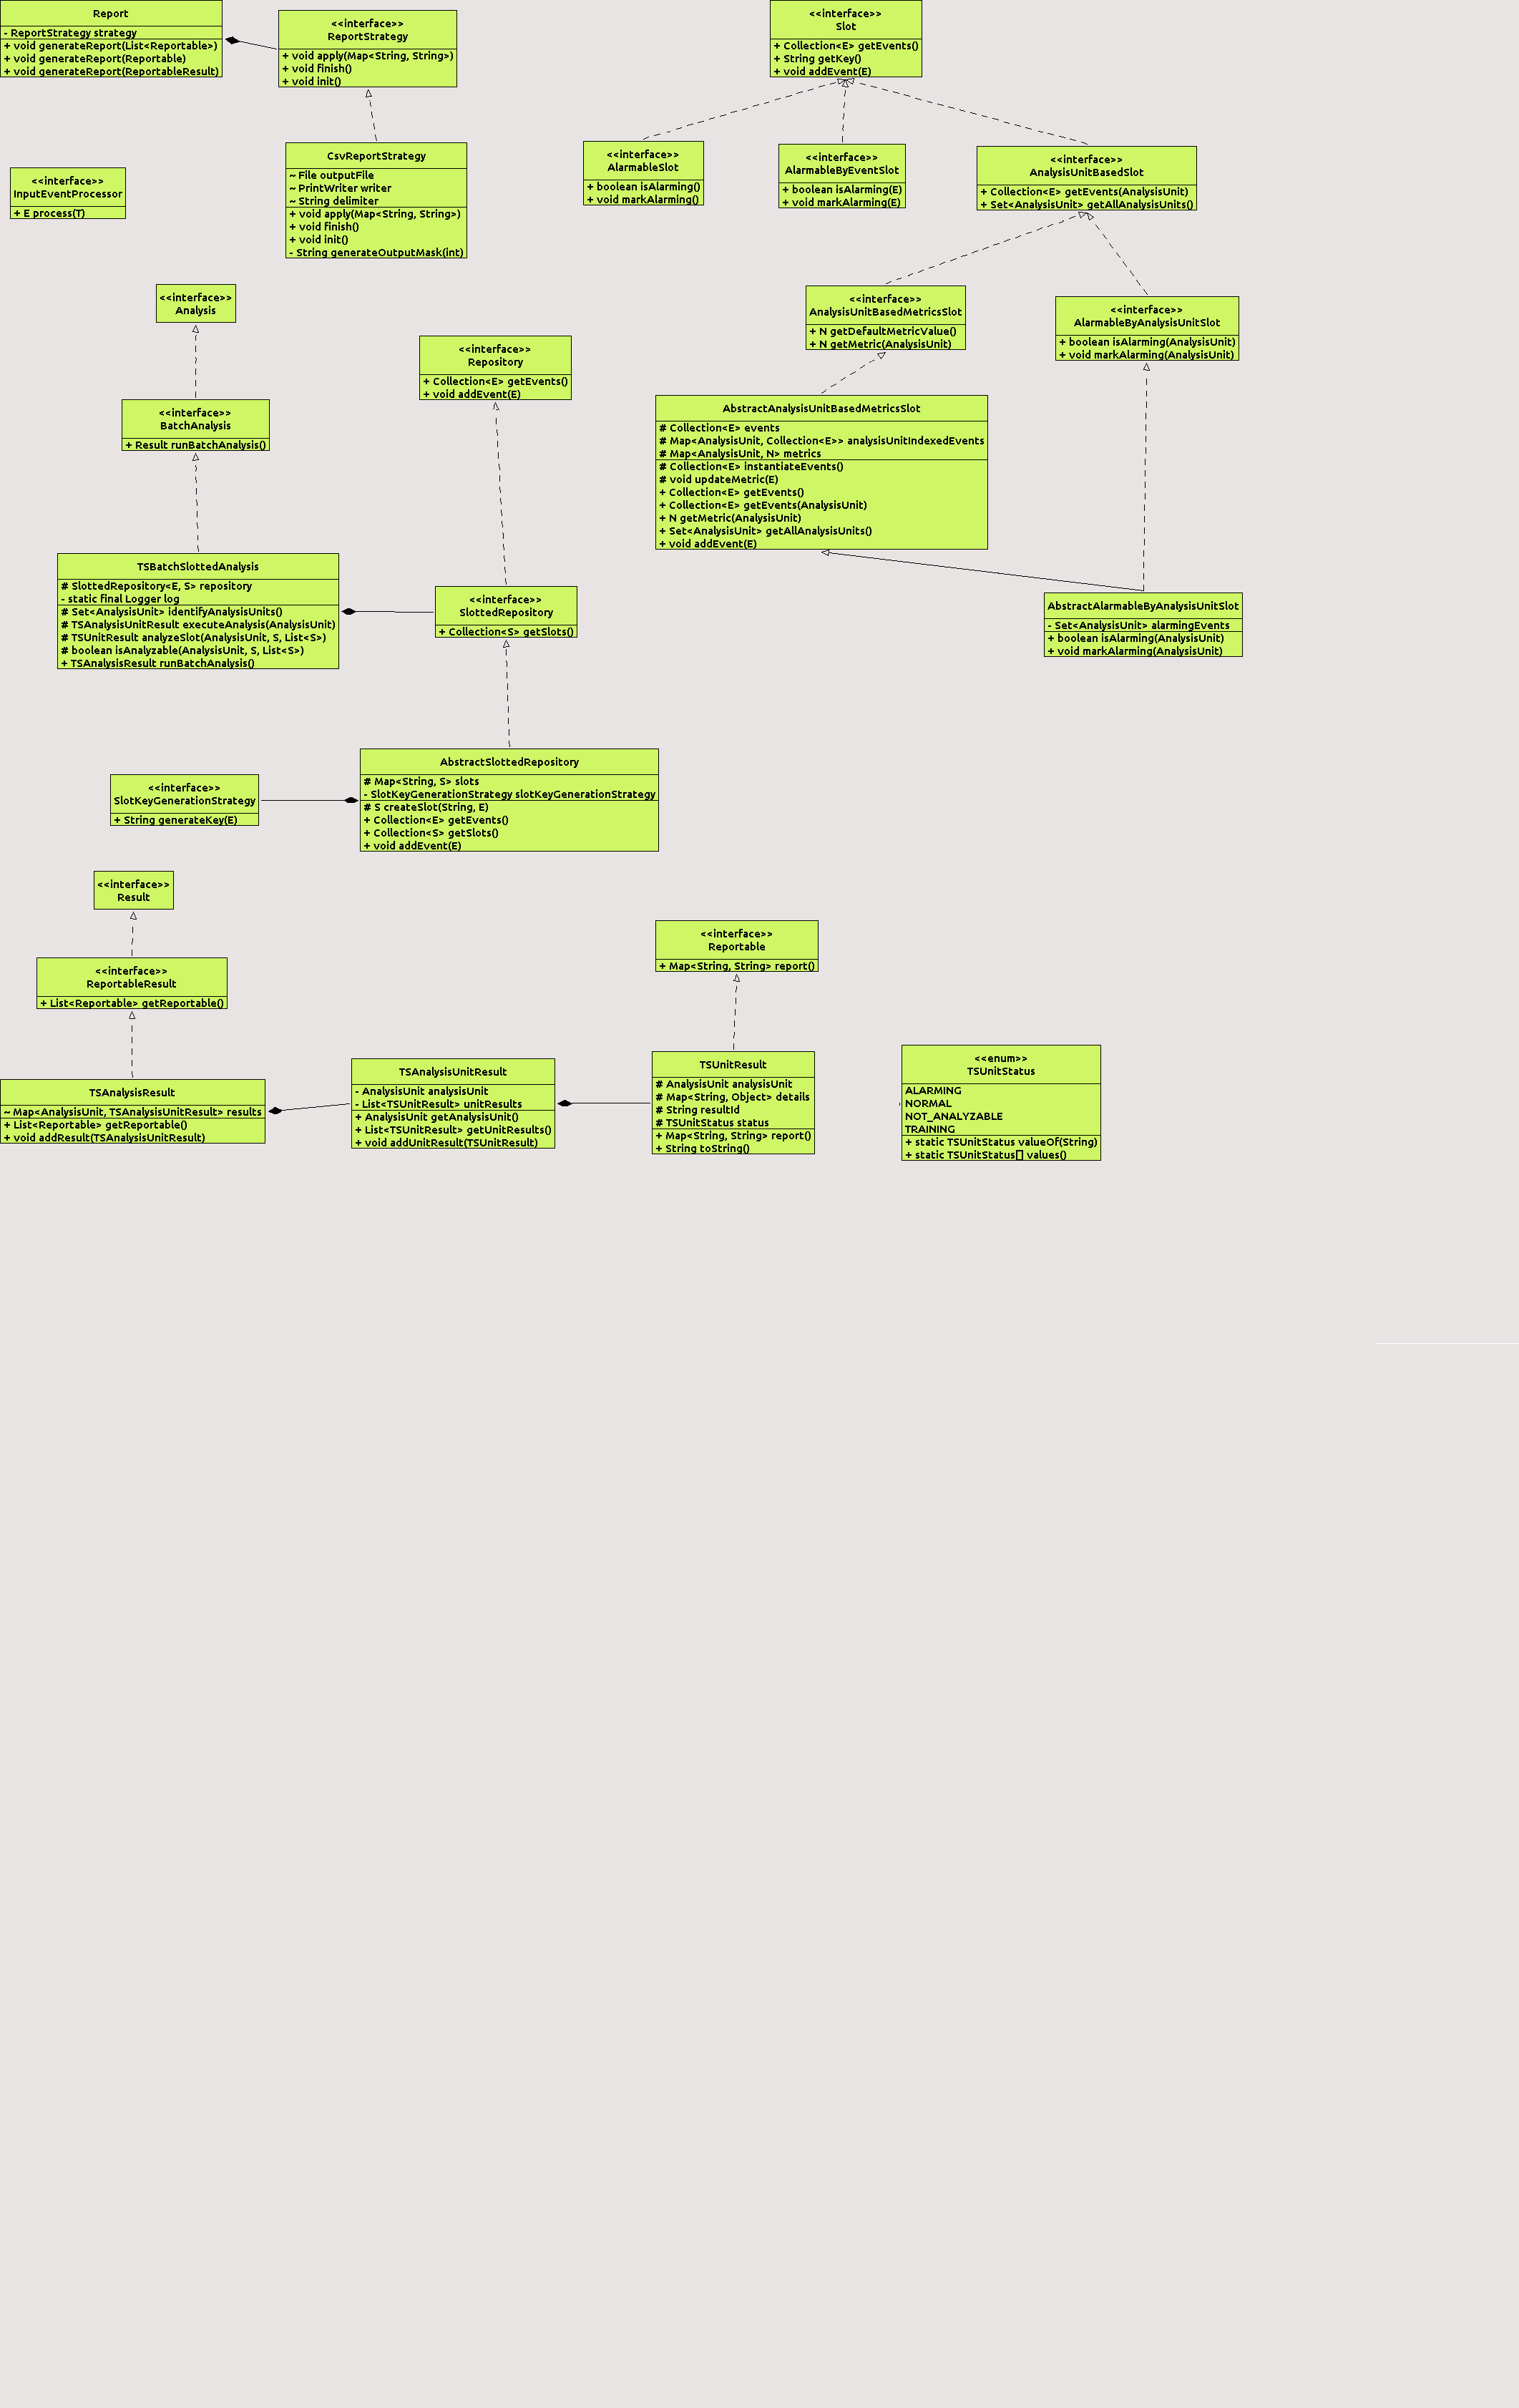 Report
- ReportStrategy strategy
+ void generateReport(List<Reportable>)
+ void generateReport(Reportable)
+ void generateReport(ReportableResult)
<<interface>>
ReportStrategy
+ void apply(Map<String, String>)
+ void finish()
+ void init()
<<interface>>
Slot
+ Collection<E> getEvents()
+ String getKey()
+ void addEvent(E)
<<interface>>
InputEventProcessor
+ E process(T)
CsvReportStrategy
~ File outputFile
~ PrintWriter writer
~ String delimiter
+ void apply(Map<String, String>)
+ void finish()
+ void init()
- String generateOutputMask(int)
<<interface>>
AlarmableSlot
+ boolean isAlarming()
+ void markAlarming()
<<interface>>
AlarmableByEventSlot
+ boolean isAlarming(E)
+ void markAlarming(E)
<<interface>>
AnalysisUnitBasedSlot
+ Collection<E> getEvents(AnalysisUnit)
+ Set<AnalysisUnit> getAllAnalysisUnits()
<<interface>>
Analysis
<<interface>>
AnalysisUnitBasedMetricsSlot
+ N getDefaultMetricValue()
+ N getMetric(AnalysisUnit)
<<interface>>
AlarmableByAnalysisUnitSlot
+ boolean isAlarming(AnalysisUnit)
+ void markAlarming(AnalysisUnit)
<<interface>>
Repository
+ Collection<E> getEvents()
+ void addEvent(E)
<<interface>>
BatchAnalysis
+ Result runBatchAnalysis()
AbstractAnalysisUnitBasedMetricsSlot
# Collection<E> events
# Map<AnalysisUnit, Collection<E>> analysisUnitIndexedEvents
# Map<AnalysisUnit, N> metrics
# Collection<E> instantiateEvents()
# void updateMetric(E)
+ Collection<E> getEvents()
+ Collection<E> getEvents(AnalysisUnit)
+ N getMetric(AnalysisUnit)
+ Set<AnalysisUnit> getAllAnalysisUnits()
+ void addEvent(E)
TSBatchSlottedAnalysis
# SlottedRepository<E, S> repository
- static final Logger log
# Set<AnalysisUnit> identifyAnalysisUnits()
# TSAnalysisUnitResult executeAnalysis(AnalysisUnit)
# TSUnitResult analyzeSlot(AnalysisUnit, S, List<S>)
# boolean isAnalyzable(AnalysisUnit, S, List<S>)
+ TSAnalysisResult runBatchAnalysis()
<<interface>>
SlottedRepository
+ Collection<S> getSlots()
AbstractAlarmableByAnalysisUnitSlot
- Set<AnalysisUnit> alarmingEvents
+ boolean isAlarming(AnalysisUnit)
+ void markAlarming(AnalysisUnit)
<<interface>>
SlotKeyGenerationStrategy
+ String generateKey(E)
AbstractSlottedRepository
# Map<String, S> slots
- SlotKeyGenerationStrategy slotKeyGenerationStrategy
# S createSlot(String, E)
+ Collection<E> getEvents()
+ Collection<S> getSlots()
+ void addEvent(E)
<<interface>>
Result
<<interface>>
ReportableResult
+ List<Reportable> getReportable()
<<interface>>
Reportable
+ Map<String, String> report()
TSAnalysisResult
~ Map<AnalysisUnit, TSAnalysisUnitResult> results
+ List<Reportable> getReportable()
+ void addResult(TSAnalysisUnitResult)
TSAnalysisUnitResult
- AnalysisUnit analysisUnit
- List<TSUnitResult> unitResults
+ AnalysisUnit getAnalysisUnit()
+ List<TSUnitResult> getUnitResults()
+ void addUnitResult(TSUnitResult)
TSUnitResult
# AnalysisUnit analysisUnit
# Map<String, Object> details
# String resultId
# TSUnitStatus status
+ Map<String, String> report()
+ String toString()
<<enum>>
TSUnitStatus
ALARMING
NORMAL
NOT_ANALYZABLE
TRAINING
+ static TSUnitStatus valueOf(String)
+ static TSUnitStatus[] values()